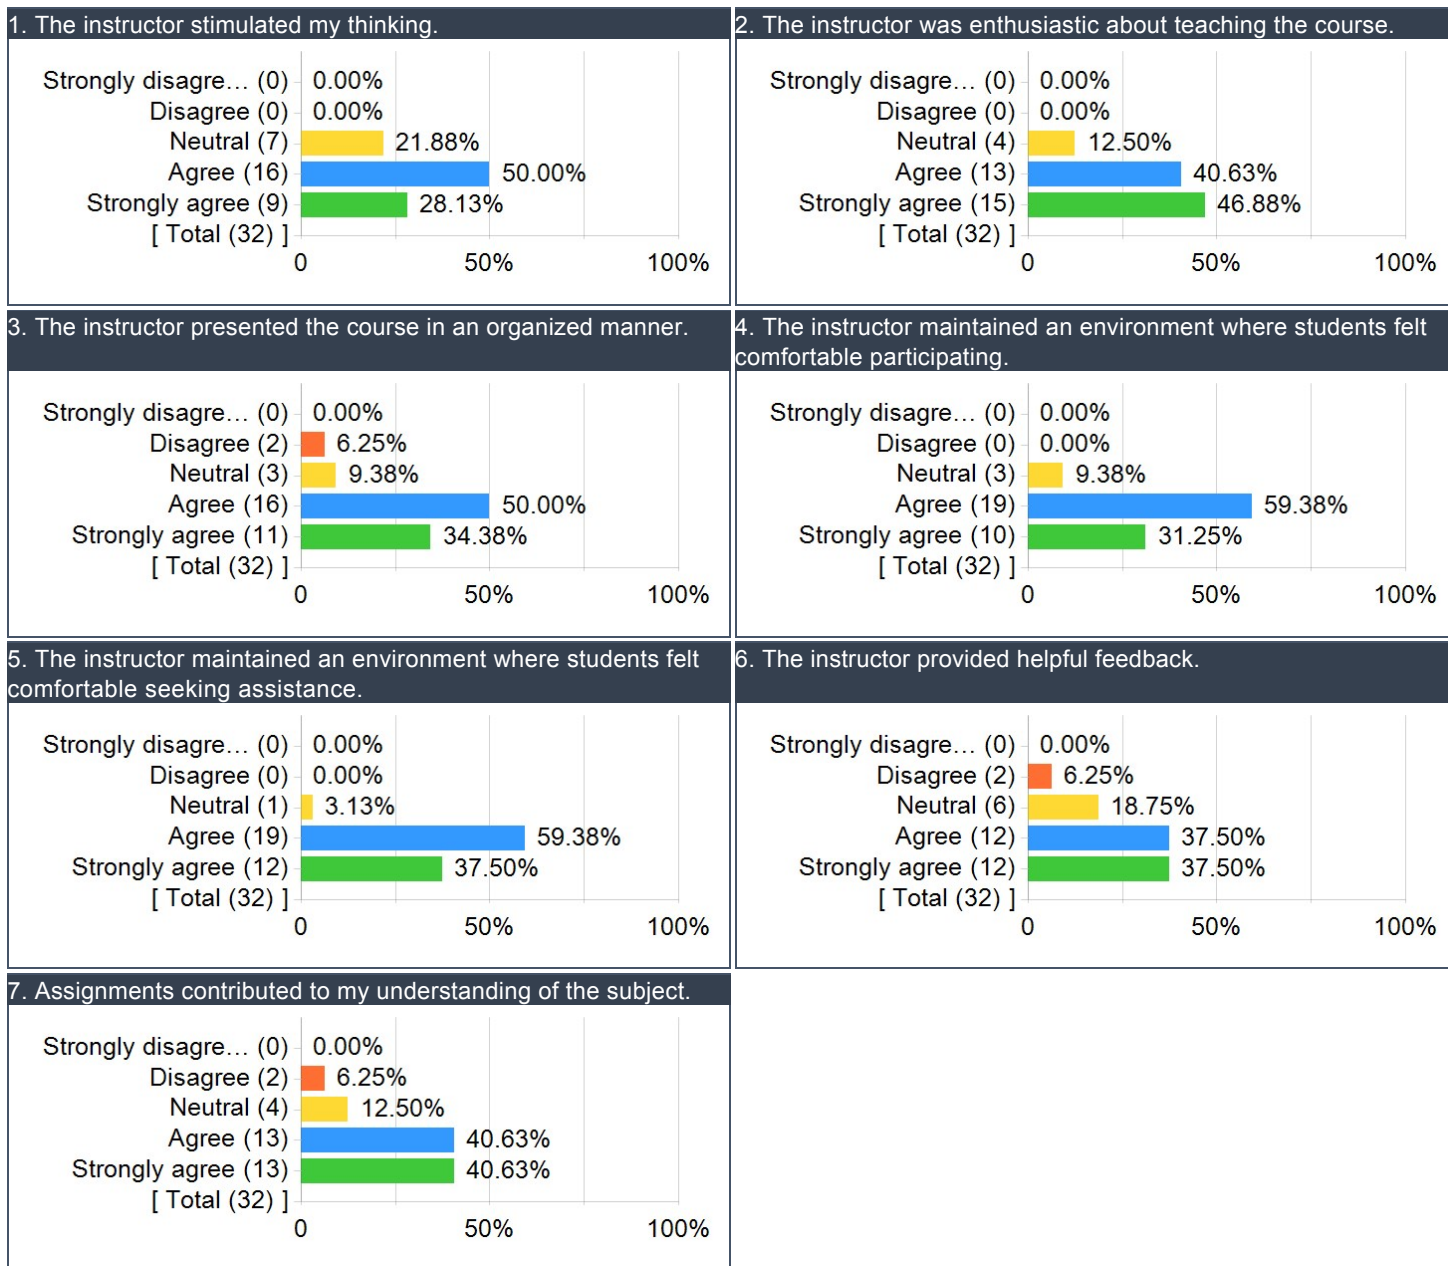 1. The instructor stimulated my thinking.
Strongly disagre... (0) 0.00%
Disagree (0) 0.00%
Neutral (7) 21.88%
Agree (16) 50.00%
Strongly agree (9) 28.13%
[ Total (32) ]
0 50% 100%
2. The instructor was enthusiastic about teaching the course.
Strongly disagre... (0) 0.00%
Disagree (0) 0.00%
Neutral (4) 12.50%
Agree (13) 40.63%
Strongly agree (15) 46.88%
[ Total (32) ]
0 50% 100%
3. The instructor presented the course in an organized manner.
Strongly disagre... (0) 0.00%
Disagree (2) 6.25%
Neutral (3) 9.38%
Agree (16) 50.00%
Strongly agree (11) 34.38%
[ Total (32) ]
0 50% 100%
4. The instructor maintained an environment where students felt
comfortable participating.
Strongly disagre... (0) 0.00%
Disagree (0) 0.00%
Neutral (3) 9.38%
Agree (19) 59.38%
Strongly agree (10) 31.25%
[ Total (32) ]
0 50% 100%
5. The instructor maintained an environment where students felt
comfortable seeking assistance.
Strongly disagre... (0) 0.00%
Disagree (0) 0.00%
Neutral (1) 3.13%
Agree (19) 59.38%
Strongly agree (12) 37.50%
[ Total (32) ]
0 50% 100%
6. The instructor provided helpful feedback.
Strongly disagre... (0) 0.00%
Disagree (2) 6.25%
Neutral (6) 18.75%
Agree (12) 37.50%
Strongly agree (12) 37.50%
[ Total (32) ]
0 50% 100%
7. Assignments contributed to my understanding of the subject.
Strongly disagre... (0) 0.00%
Disagree (2) 6.25%
Neutral (4) 12.50%
Agree (13) 40.63%
Strongly agree (13) 40.63%
[ Total (32) ]
0 50% 100%